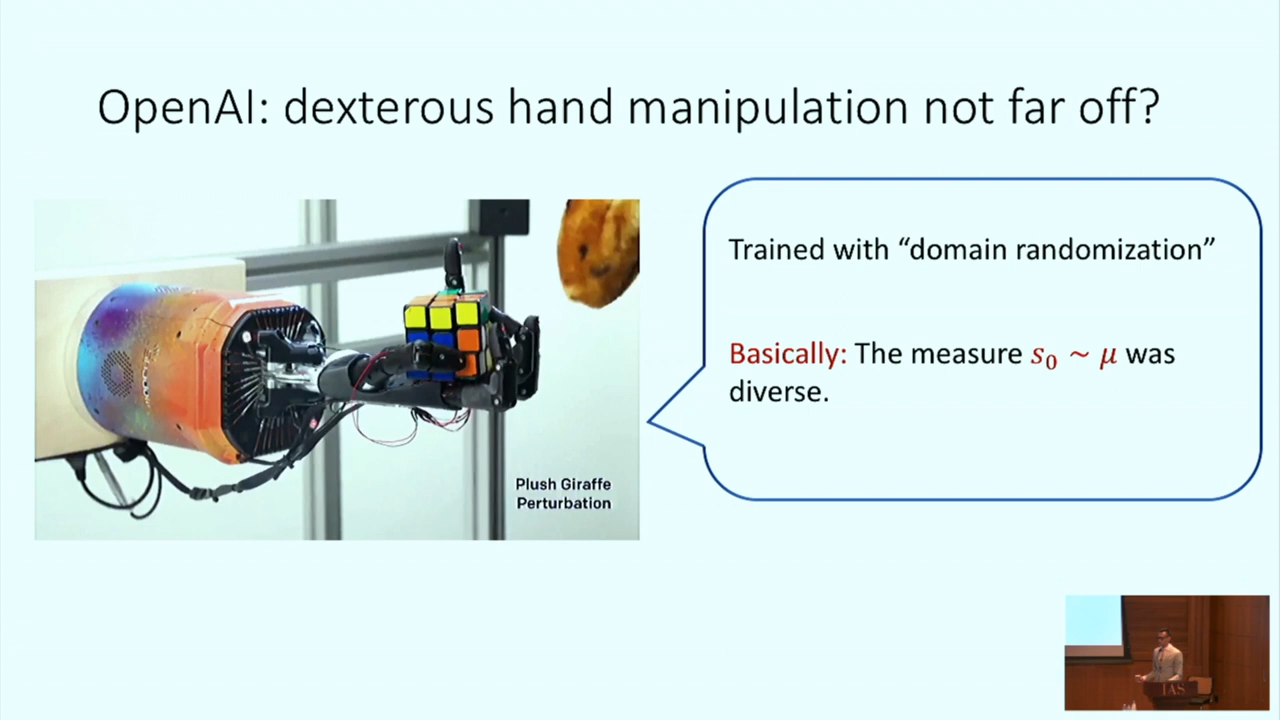 OpenAI: dexterous hand manipulation not far off?
Trained with “domain randomization”
Basically: The measure s₀ ~ μ was
diverse.
Plush Giraffe
Perturbation
IAS